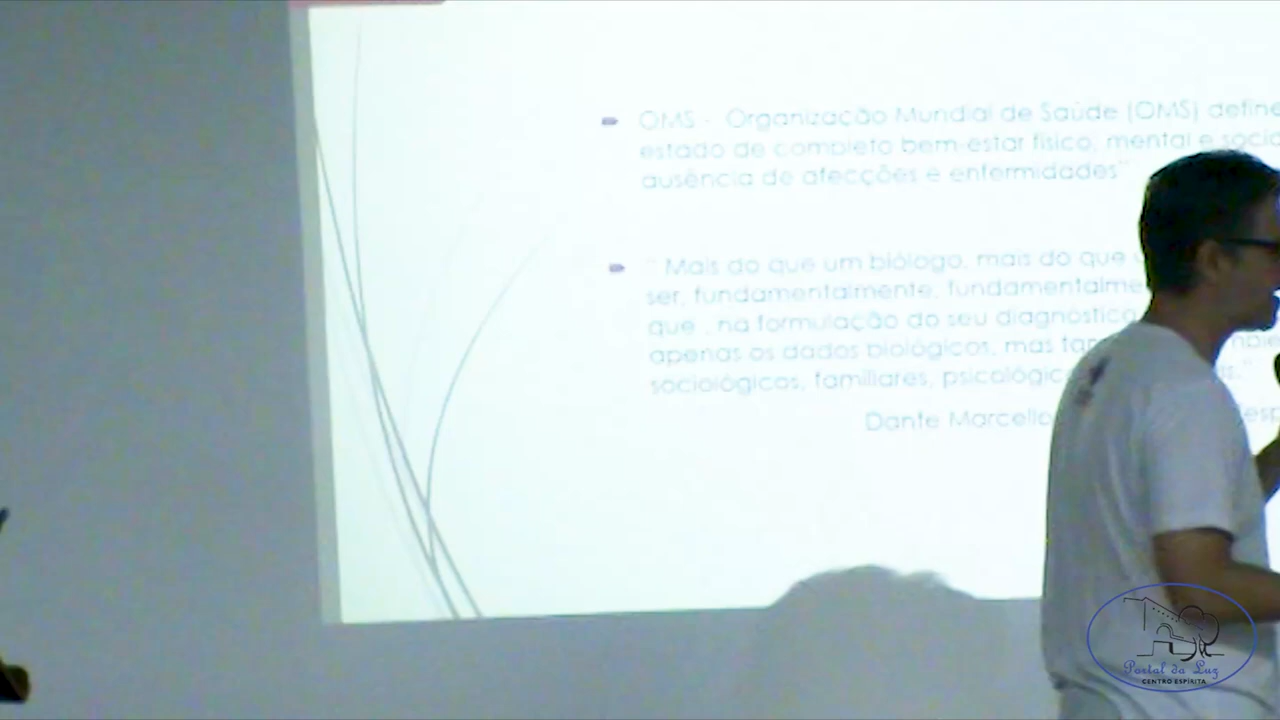 OMS - Organização Mundial de Saúde (OMS) define
estado de completo bem-estar físico, mental e
ausência de afecções e enfermidades"
" Mais do que um biólogo, mais do que
ser, fundamentalmente, fundamentalme
que , na formulação do seu diagnóstico
apenas os dados biológicos, mas
sociológicos, familiares,
Dante Marcello
Portal da Luz
CENTRO ESPÍRITA